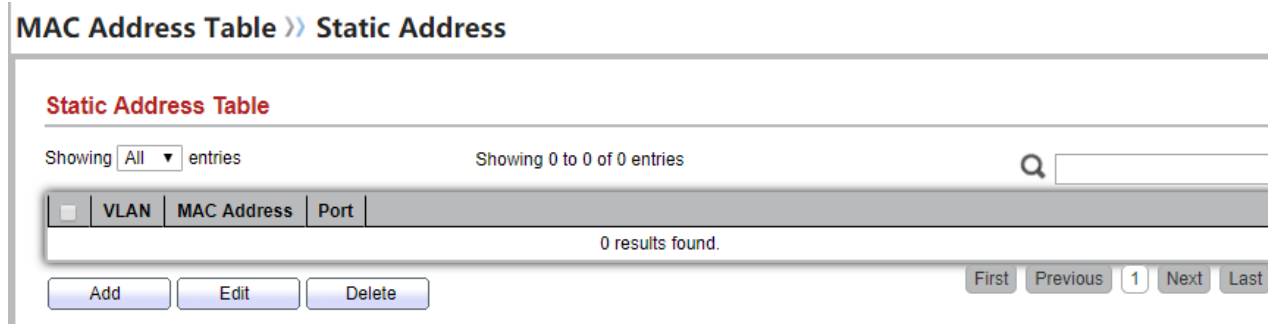 MAC Address Table » Static Address
Static Address Table
Showing All ▼ entries Showing 0 to 0 of 0 entries
VLAN MAC Address Port
0 results found.
Add Edit Delete First Previous 1 Next Last